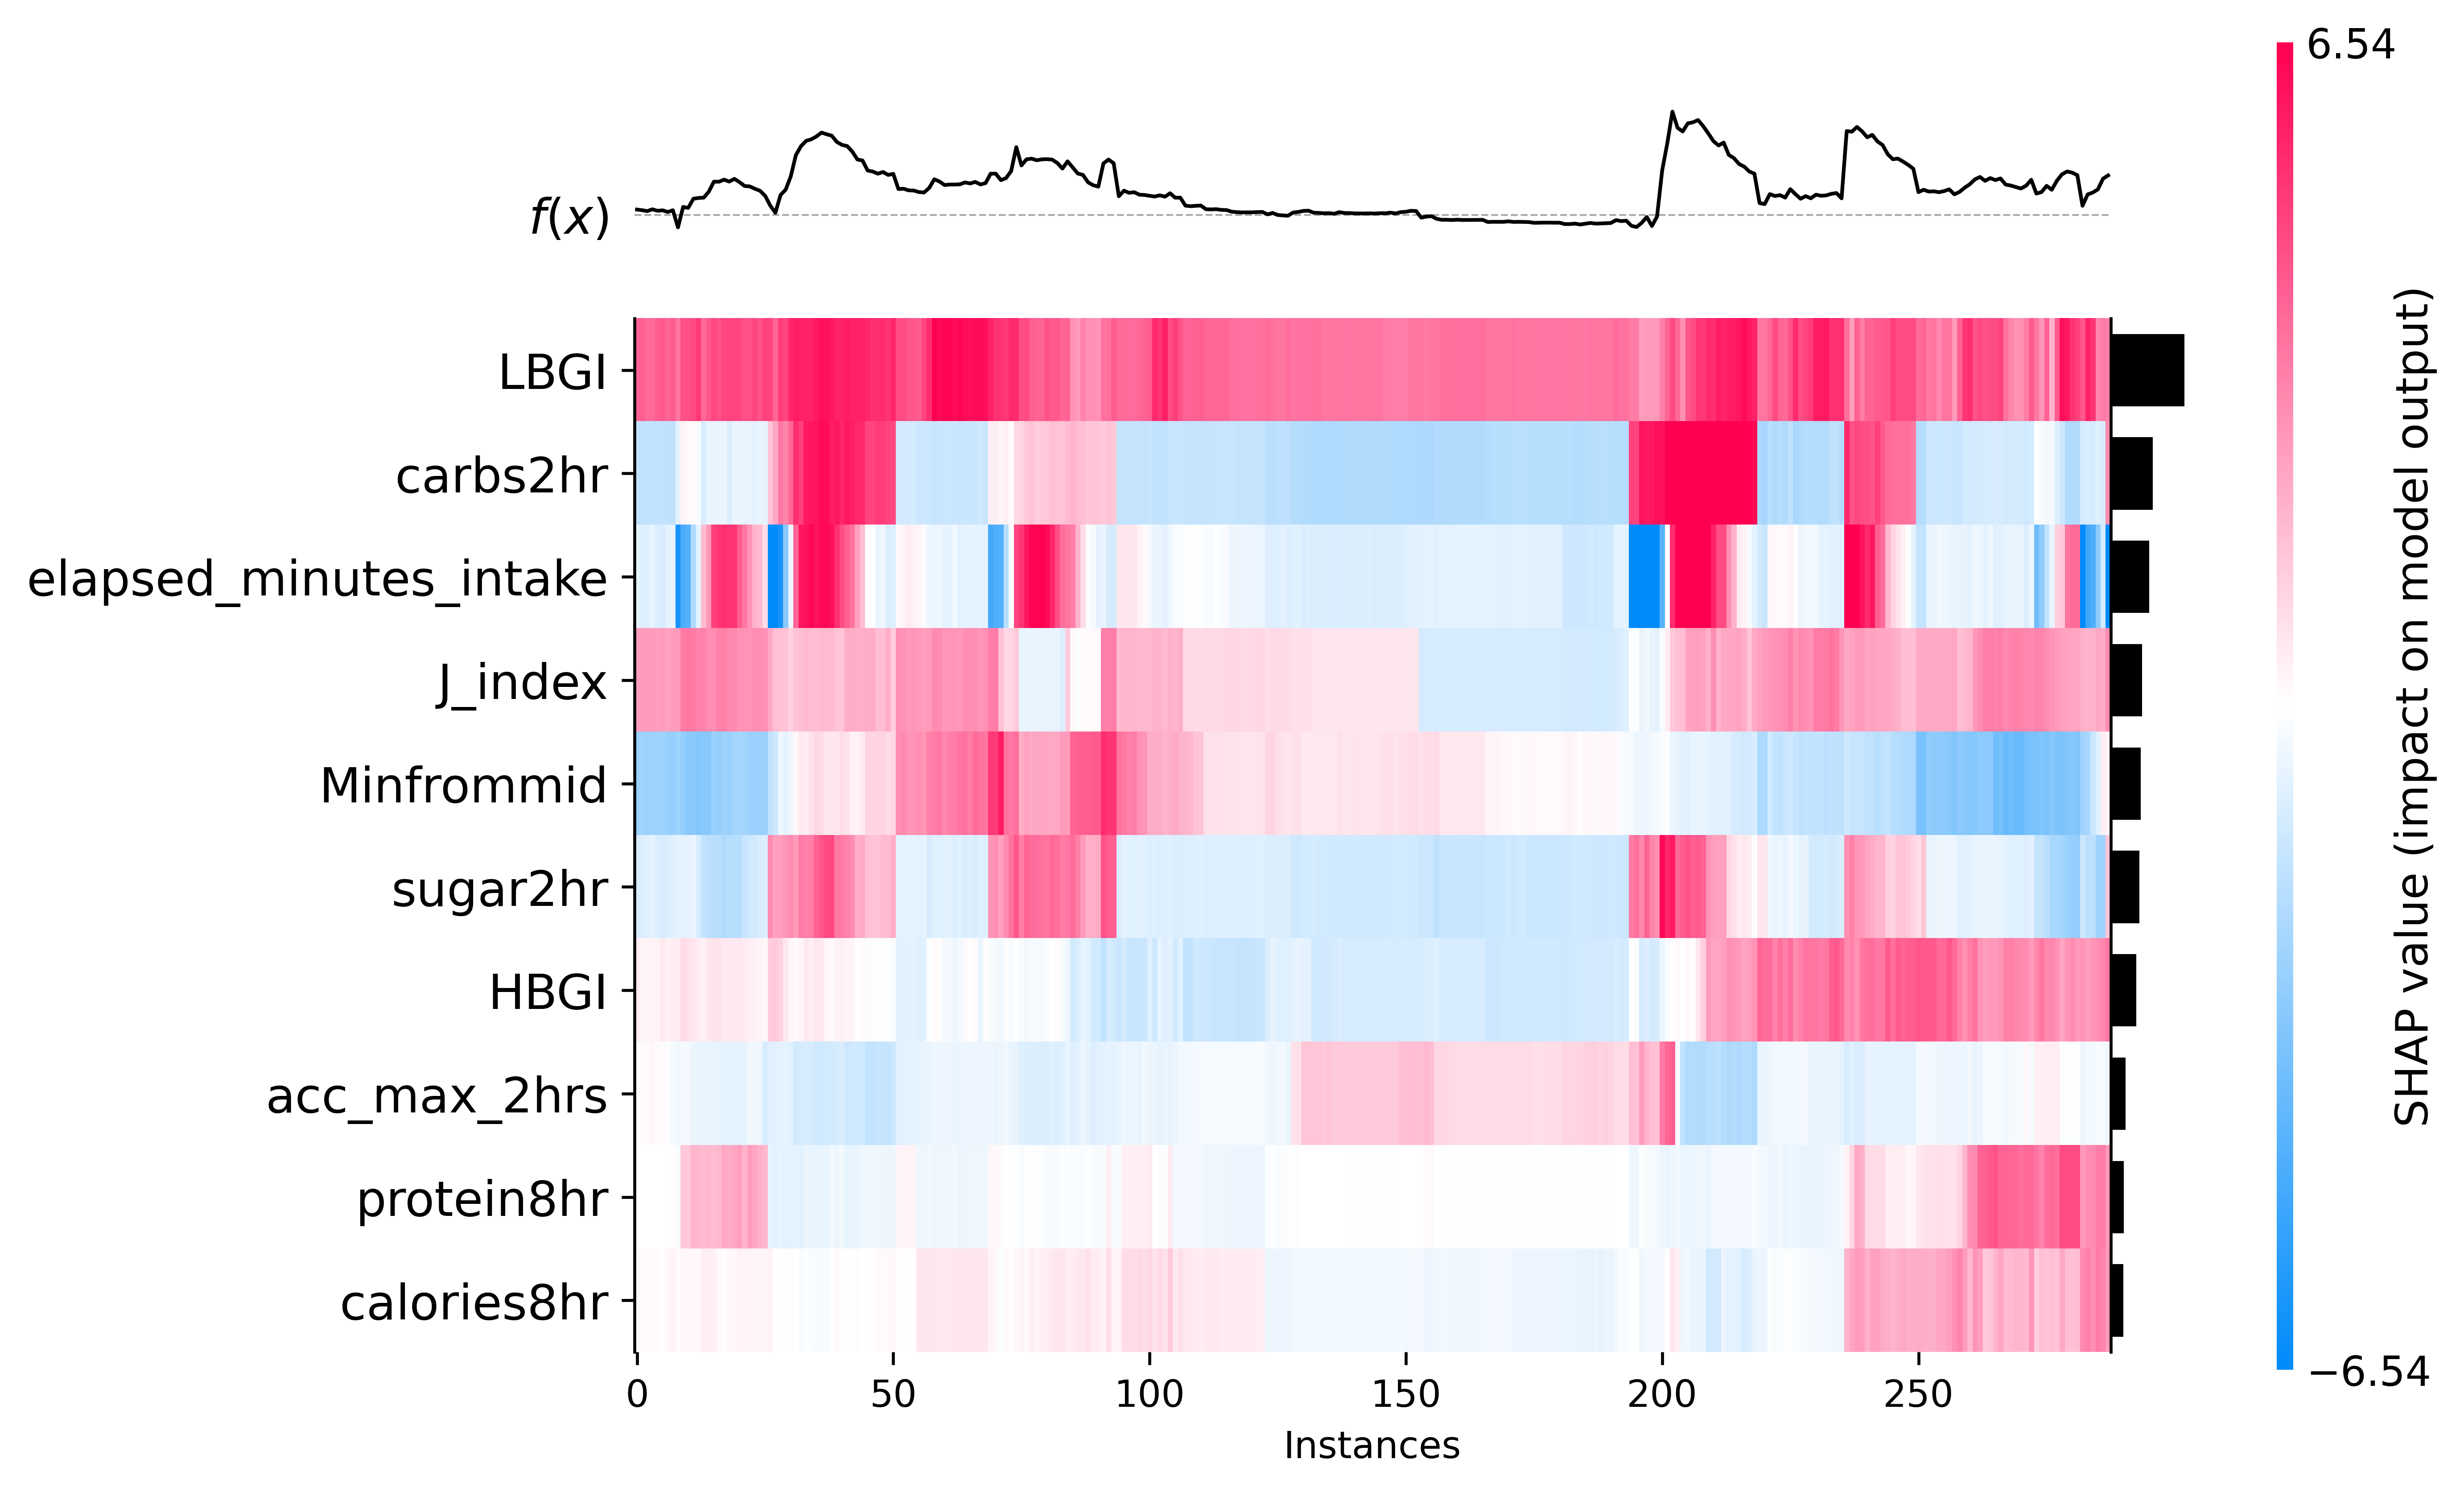 6.54
f(x)
LBGI
carbs2hr
elapsed_minutes_intake
J_index
Minfrommid
sugar2hr
HBGI
acc_max_2hrs
protein8hr
calories8hr
0 50 100 150 200 250
Instances
−6.54
SHAP value (impact on model output)